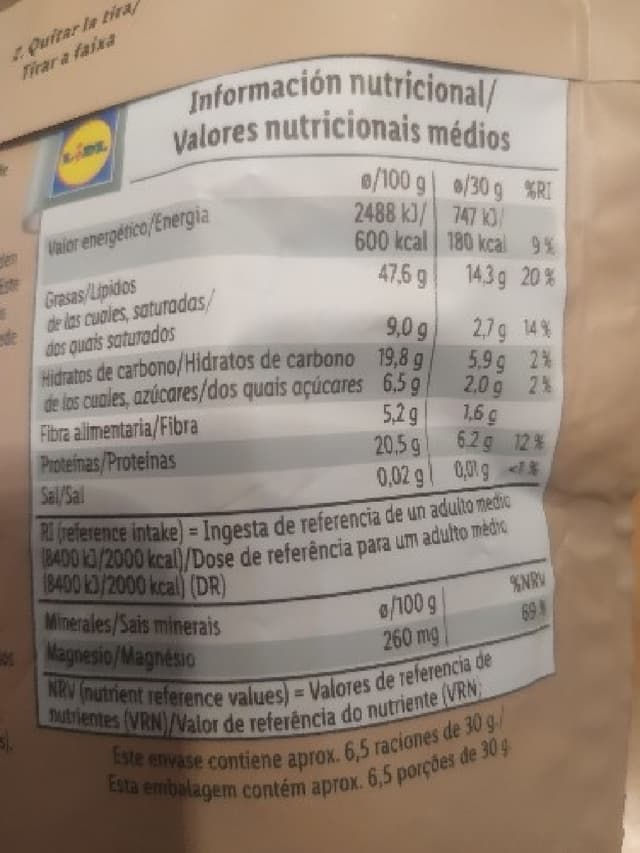 2. Quitar la tira/
Tirar a faixa
LIDL
Información nutricional/
Valores nutricionais médios
ø/100 g ø/30 g %RI
Valor energético/Energia 2488 kJ/ 747 kJ/
600 kcal 180 kcal 9 %
Grasas/Lípidos 47,6 g 14,3 g 20 %
de las cuales, saturadas/
dos quais saturados 9,0 g 2,7 g 14 %
Hidratos de carbono/Hidratos de carbono 19,8 g 5,9 g 2 %
de los cuales, azúcares/dos quais açúcares 6,5 g 2,0 g 2 %
Fibra alimentaria/Fibra 5,2 g 1,6 g
Proteínas/Proteínas 20,5 g 6,2 g 12 %
Sal/Sal 0,02 g 0,01 g <1 %
RI (reference intake) = Ingesta de referencia de un adulto medio
(8400 kJ/2000 kcal)/Dose de referência para um adulto médio
(8400 kJ/2000 kcal) (DR)
Minerales/Sais minerais ø/100 g %NRV
Magnesio/Magnésio 260 mg 69 %
NRV (nutrient reference values) = Valores de referencia de
nutrientes (VRN)/Valor de referência do nutriente (VRN)
Este envase contiene aprox. 6,5 raciones de 30 g./
Esta embalagem contém aprox. 6,5 porções de 30 g.